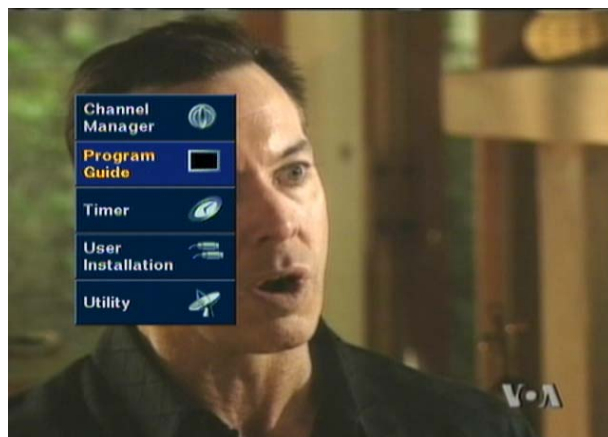 Channel
Manager
Program
Guide
Timer
User
Installation
Utility
VOA